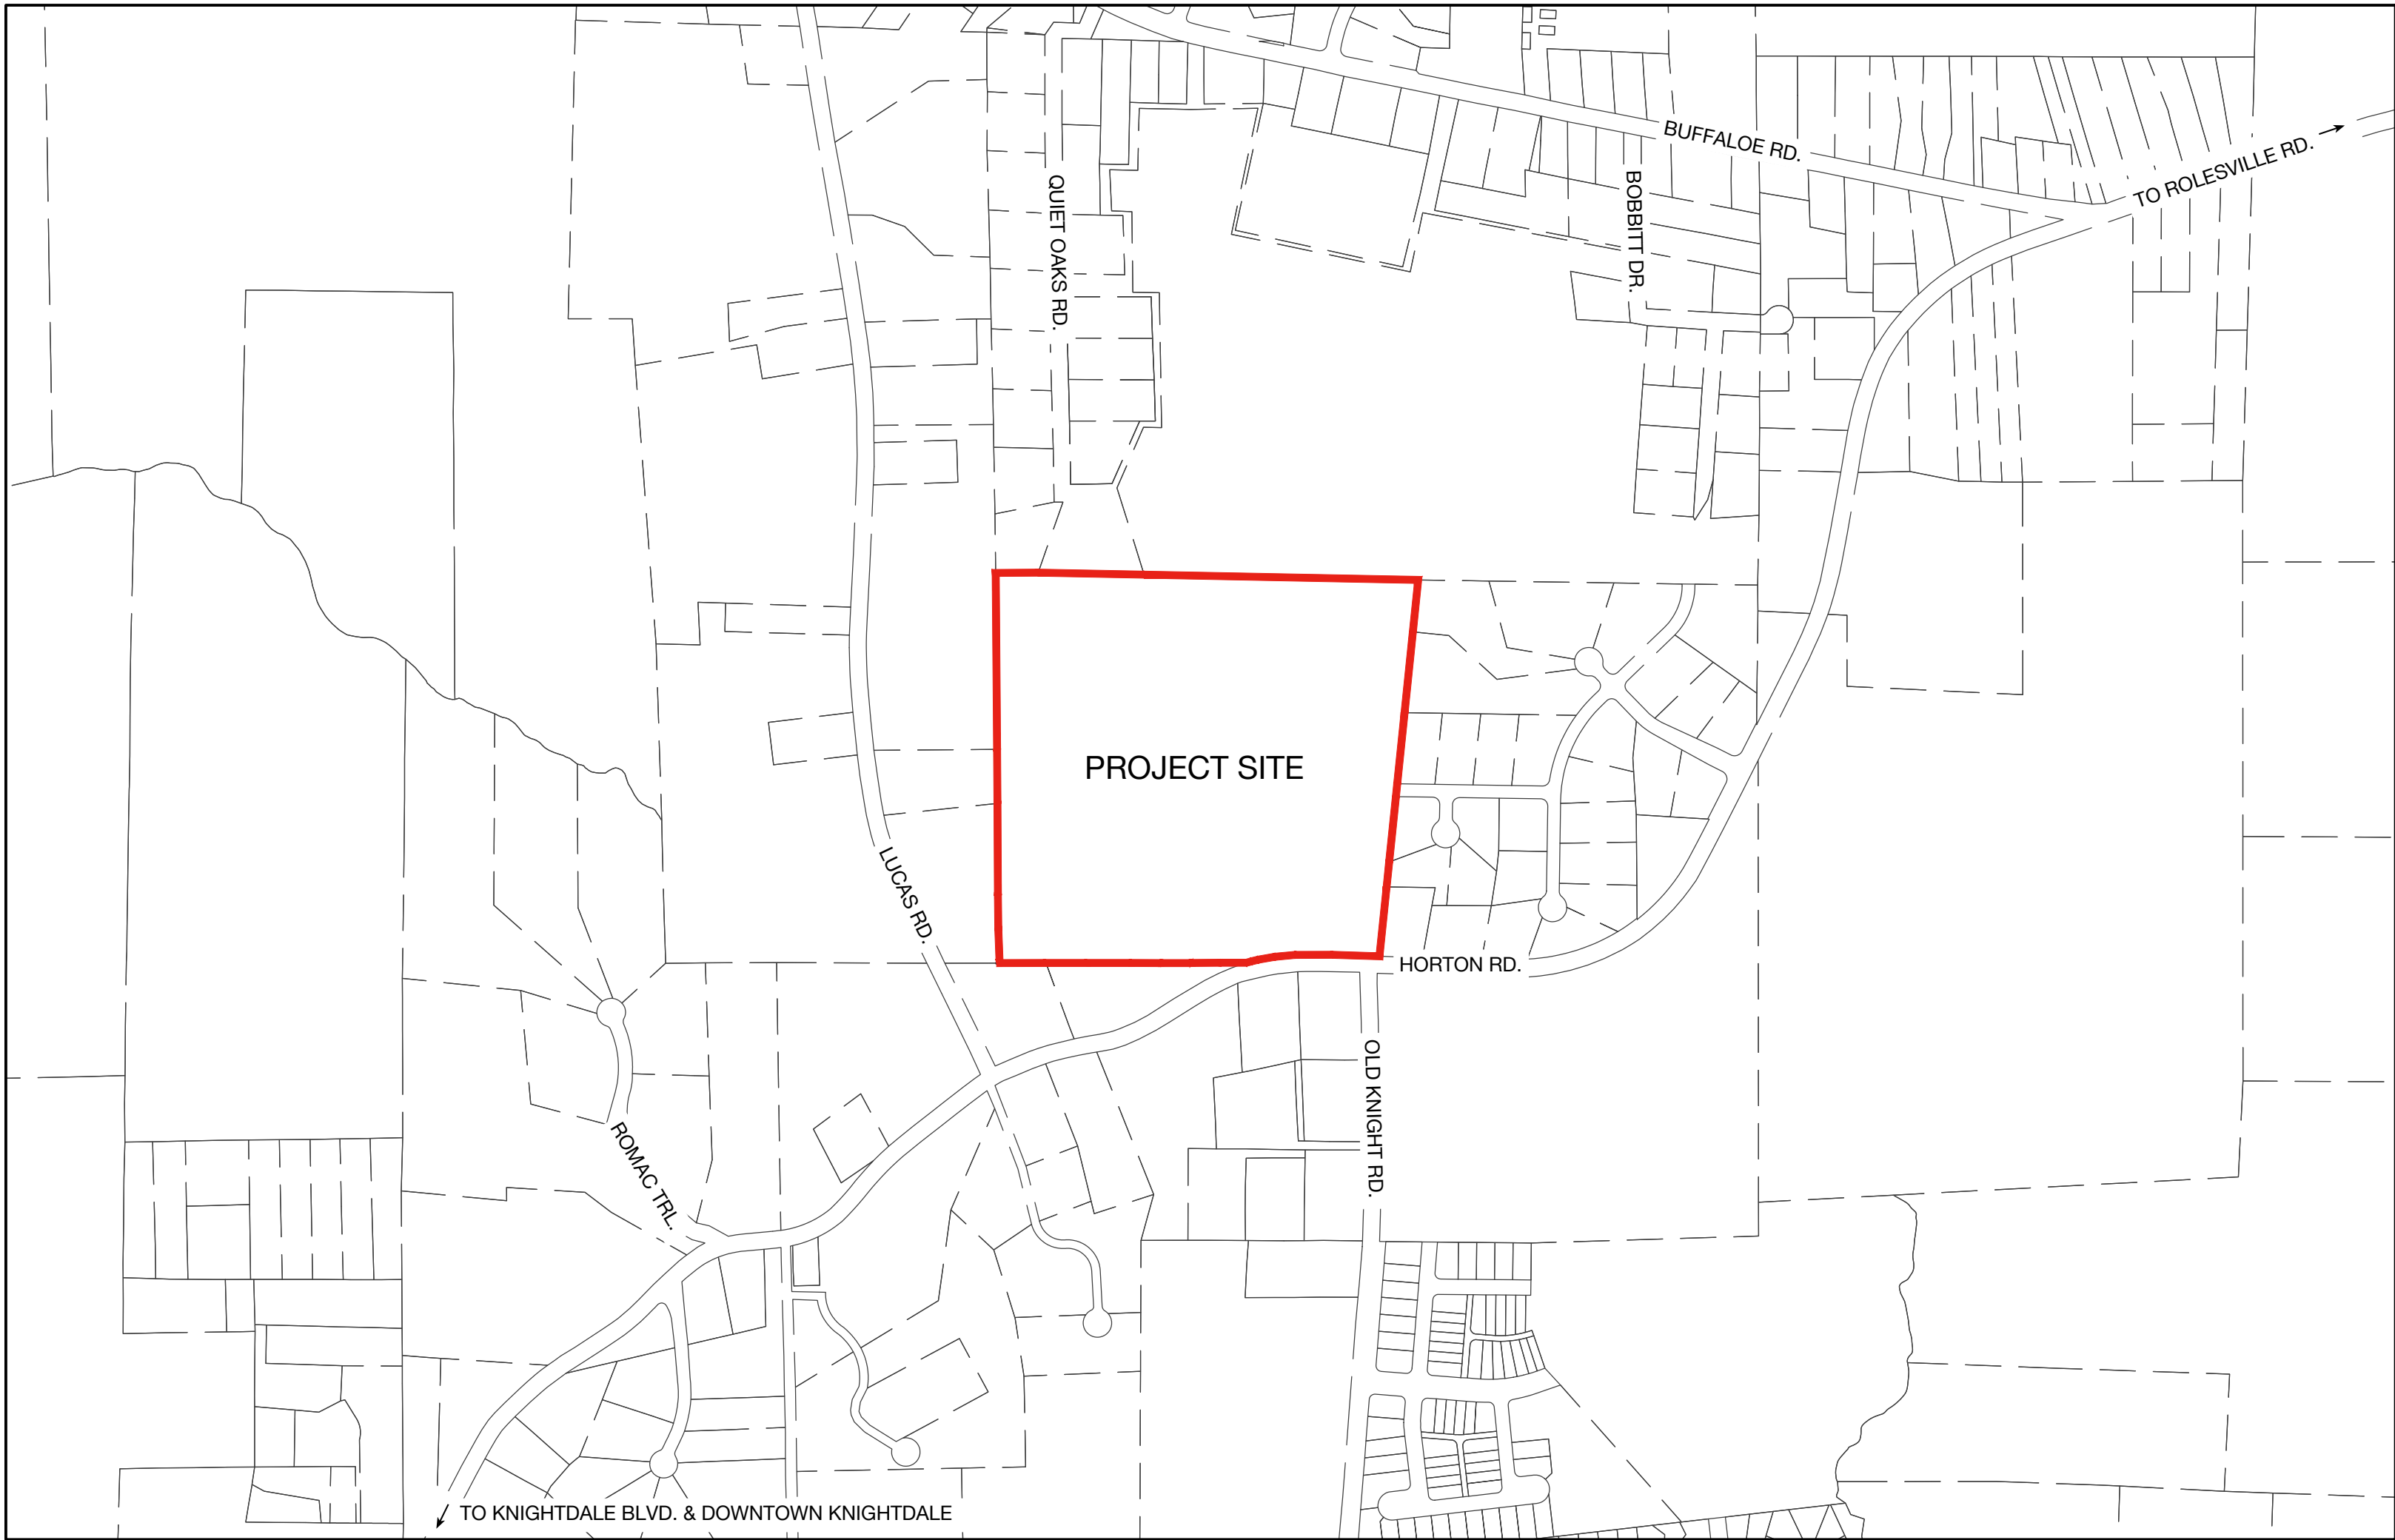 BUFFALOE RD.
TO ROLESVILLE RD.
QUIET OAKS RD.
BOBBITT DR.
PROJECT SITE
LUCAS RD.
HORTON RD.
OLD KNIGHT RD.
ROMAC TRL.
TO KNIGHTDALE BLVD. & DOWNTOWN KNIGHTDALE